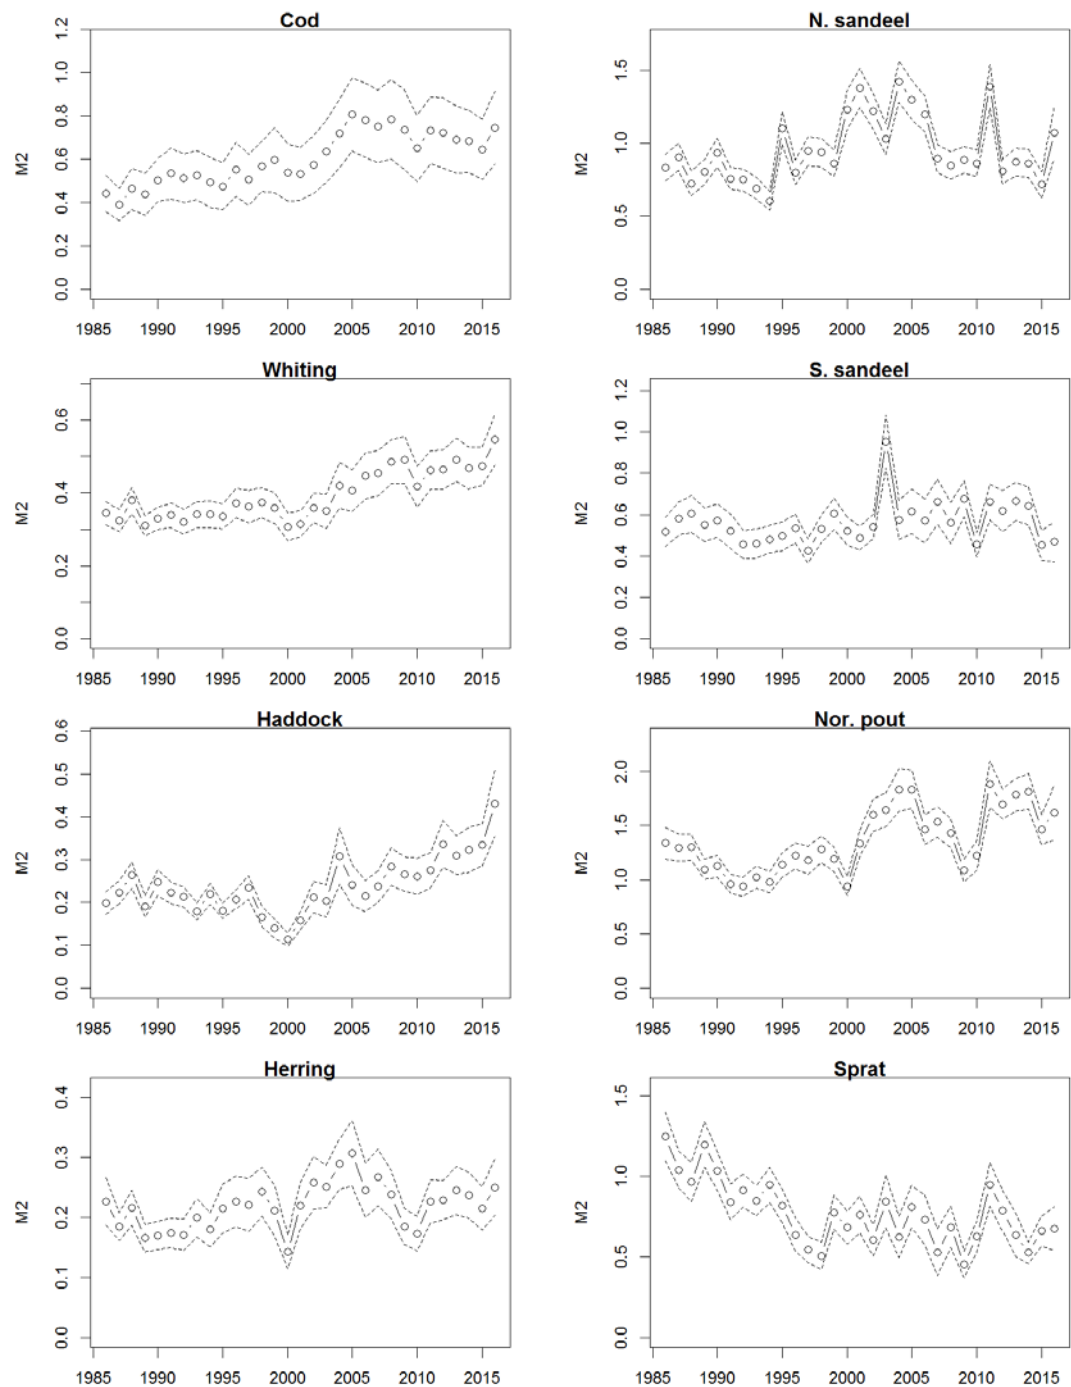 Cod
M2
0.0 0.2 0.4 0.6 0.8 1.0 1.2
1985 1990 1995 2000 2005 2010 2015
N. sandeel
M2
0.0 0.5 1.0 1.5
1985 1990 1995 2000 2005 2010 2015
Whiting
M2
0.0 0.2 0.4 0.6
1985 1990 1995 2000 2005 2010 2015
S. sandeel
M2
0.0 0.2 0.4 0.6 0.8 1.0 1.2
1985 1990 1995 2000 2005 2010 2015
Haddock
M2
0.0 0.1 0.2 0.3 0.4 0.5 0.6
1985 1990 1995 2000 2005 2010 2015
Nor. pout
M2
0.0 0.5 1.0 1.5 2.0
1985 1990 1995 2000 2005 2010 2015
Herring
M2
0.0 0.1 0.2 0.3 0.4
1985 1990 1995 2000 2005 2010 2015
Sprat
M2
0.0 0.5 1.0 1.5
1985 1990 1995 2000 2005 2010 2015